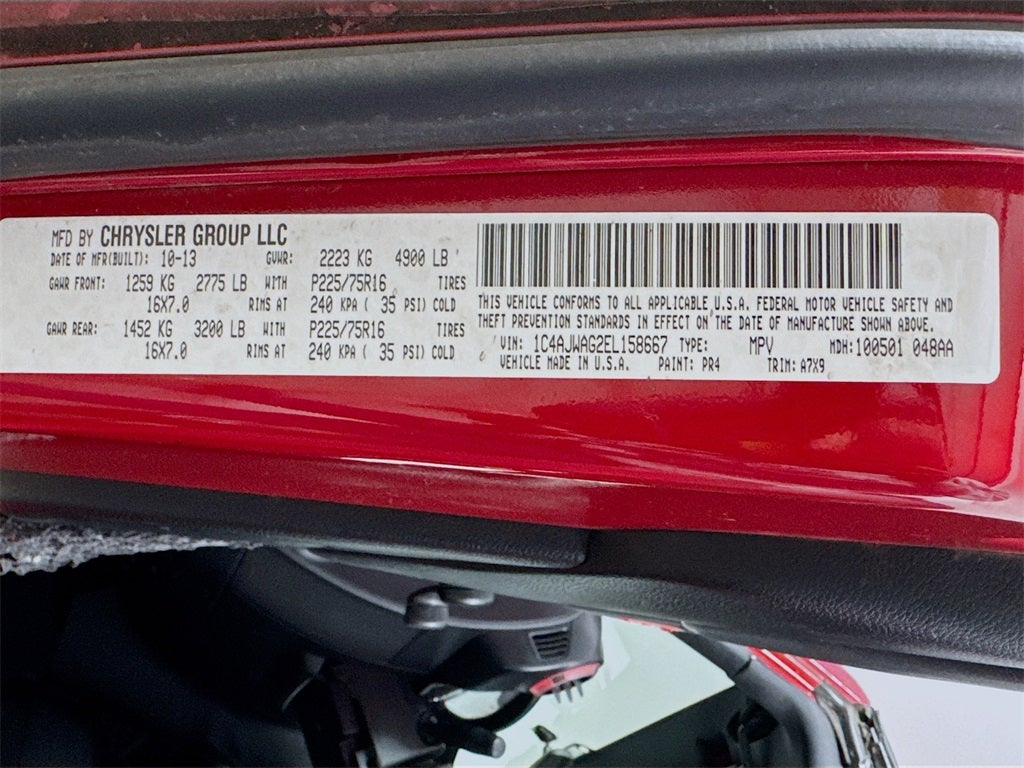 MFD BY CHRYSLER GROUP LLC
DATE OF MFR(BUILT): 10-13 GVWR: 2223 KG 4900 LB
GAWR FRONT: 1259 KG 2775 LB WITH P225/75R16 TIRES
16X7.0 RIMS AT 240 KPA ( 35 PSI) COLD
GAWR REAR: 1452 KG 3200 LB WITH P225/75R16 TIRES
16X7.0 RIMS AT 240 KPA ( 35 PSI) COLD
THIS VEHICLE CONFORMS TO ALL APPLICABLE U.S.A. FEDERAL MOTOR VEHICLE SAFETY AND
THEFT PREVENTION STANDARDS IN EFFECT ON THE DATE OF MANUFACTURE SHOWN ABOVE.
VIN: 1C4AJWAG2EL158667 TYPE: MPV MDH:100501 048AA
VEHICLE MADE IN U.S.A. PAINT: PR4 TRIM: A7X9